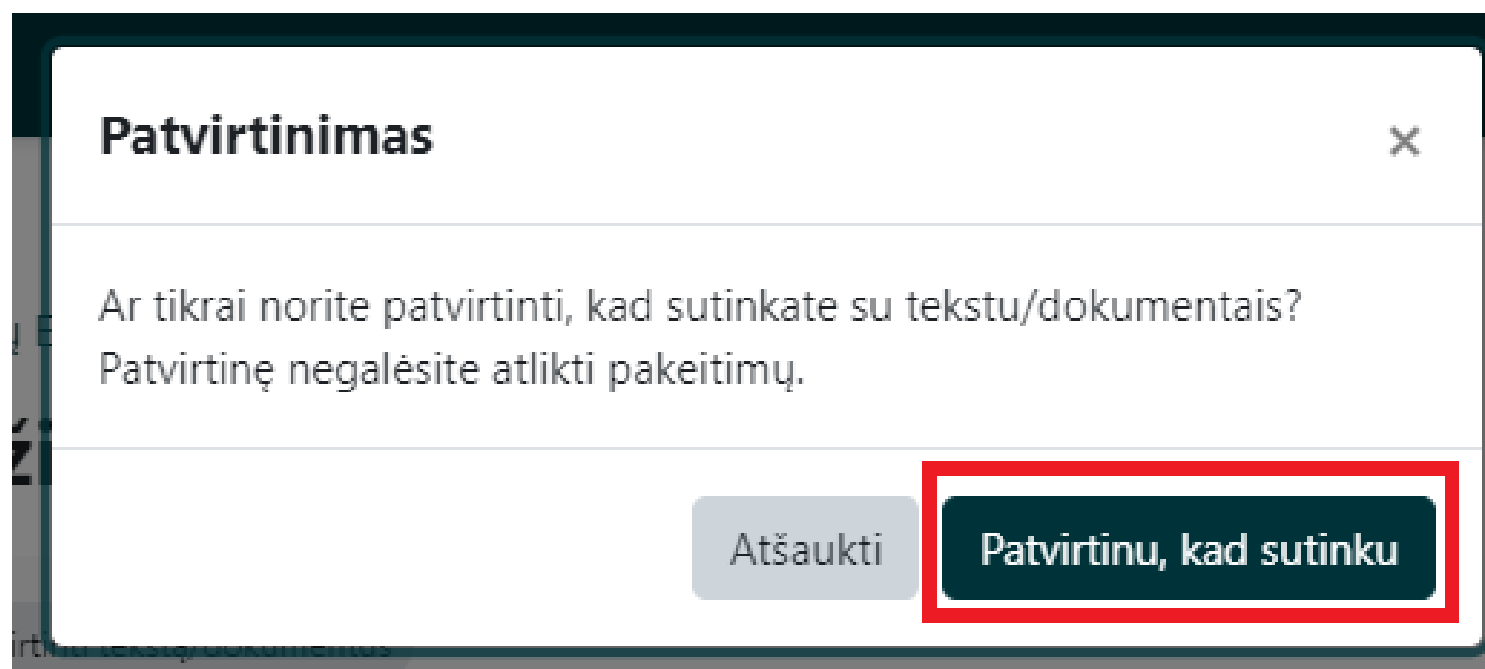 Patvirtinimas
×
Ar tikrai norite patvirtinti, kad sutinkate su tekstu/dokumentais?
Patvirtinę negalėsite atlikti pakeitimų.
Atšaukti
Patvirtinu, kad sutinku